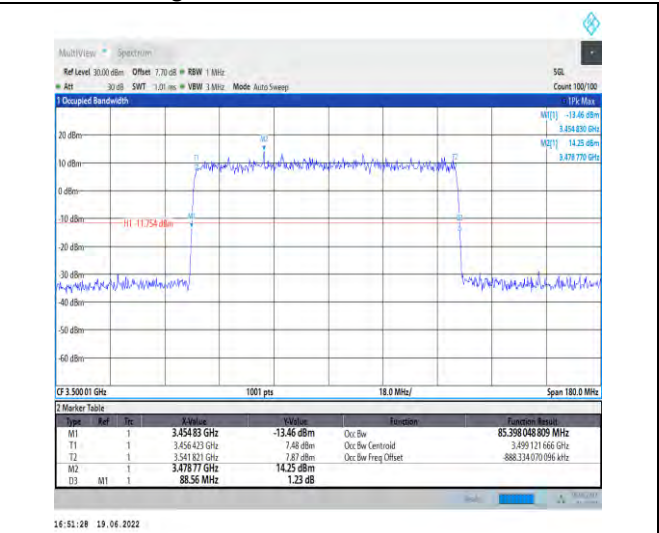 MultiView Spectrum
Ref Level 30.00 dBm Offset 7.70 dB RBW 1 MHz SGL
Att 30 dB SWT 1.01 ms VBW 3 MHz Mode Auto Sweep Count 100/100
1 Occupied Bandwidth 1Pk Max
M1[1] -13.46 dBm
3.454 830 GHz
M2[1] 14.25 dBm
3.478 770 GHz
20 dBm
M2
10 dBm
T1 T2
0 dBm
-10 dBm
H1 -11.754 dBm M1
-20 dBm
-30 dBm
-40 dBm
-50 dBm
-60 dBm
CF 3.500 01 GHz 1001 pts 18.0 MHz/ Span 180.0 MHz
2 Marker Table
Type Ref Trc X-Value Y-Value Function Function Result
M1 1 3.454 83 GHz -13.46 dBm Occ Bw 85.398 048 809 MHz
T1 1 3.456 423 GHz 7.48 dBm Occ Bw Centroid 3.499 121 666 GHz
T2 1 3.541 821 GHz 7.87 dBm Occ Bw Freq Offset -888.334 070 096 kHz
M2 1 3.478 77 GHz 14.25 dBm
D3 M1 1 88.56 MHz 1.23 dB
16:51:28 19.06.2022